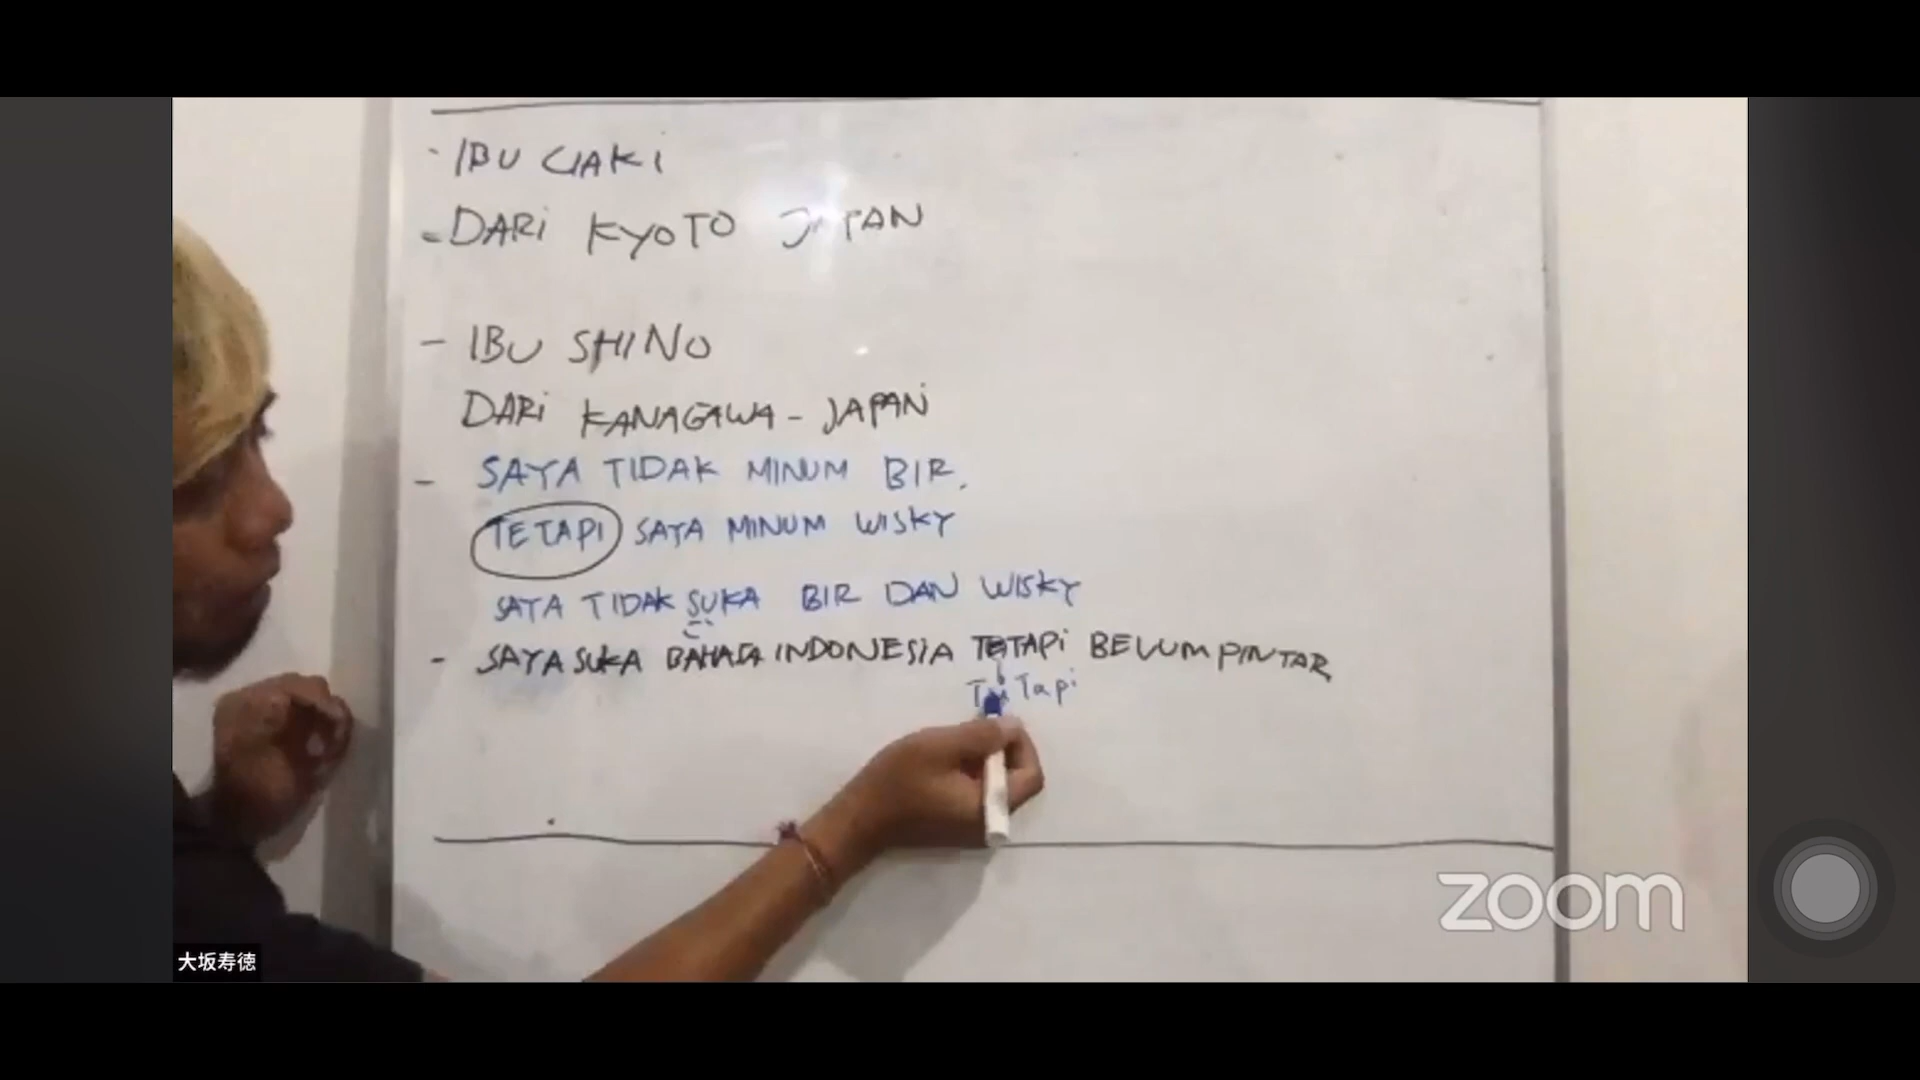 - IBU CIAKI
- DARI KYOTO JAPAN
- IBU SHINO
DARI KANAGAWA - JAPAN
- SAYA TIDAK MINUM BIR.
TETAPI SAYA MINUM WISKY
SAYA TIDAK SUKA BIR DAN WISKY
- SAYA SUKA BAHASA INDONESIA TETAPI BELUM PINTAR
Tapi
zoom
大坂寿徳